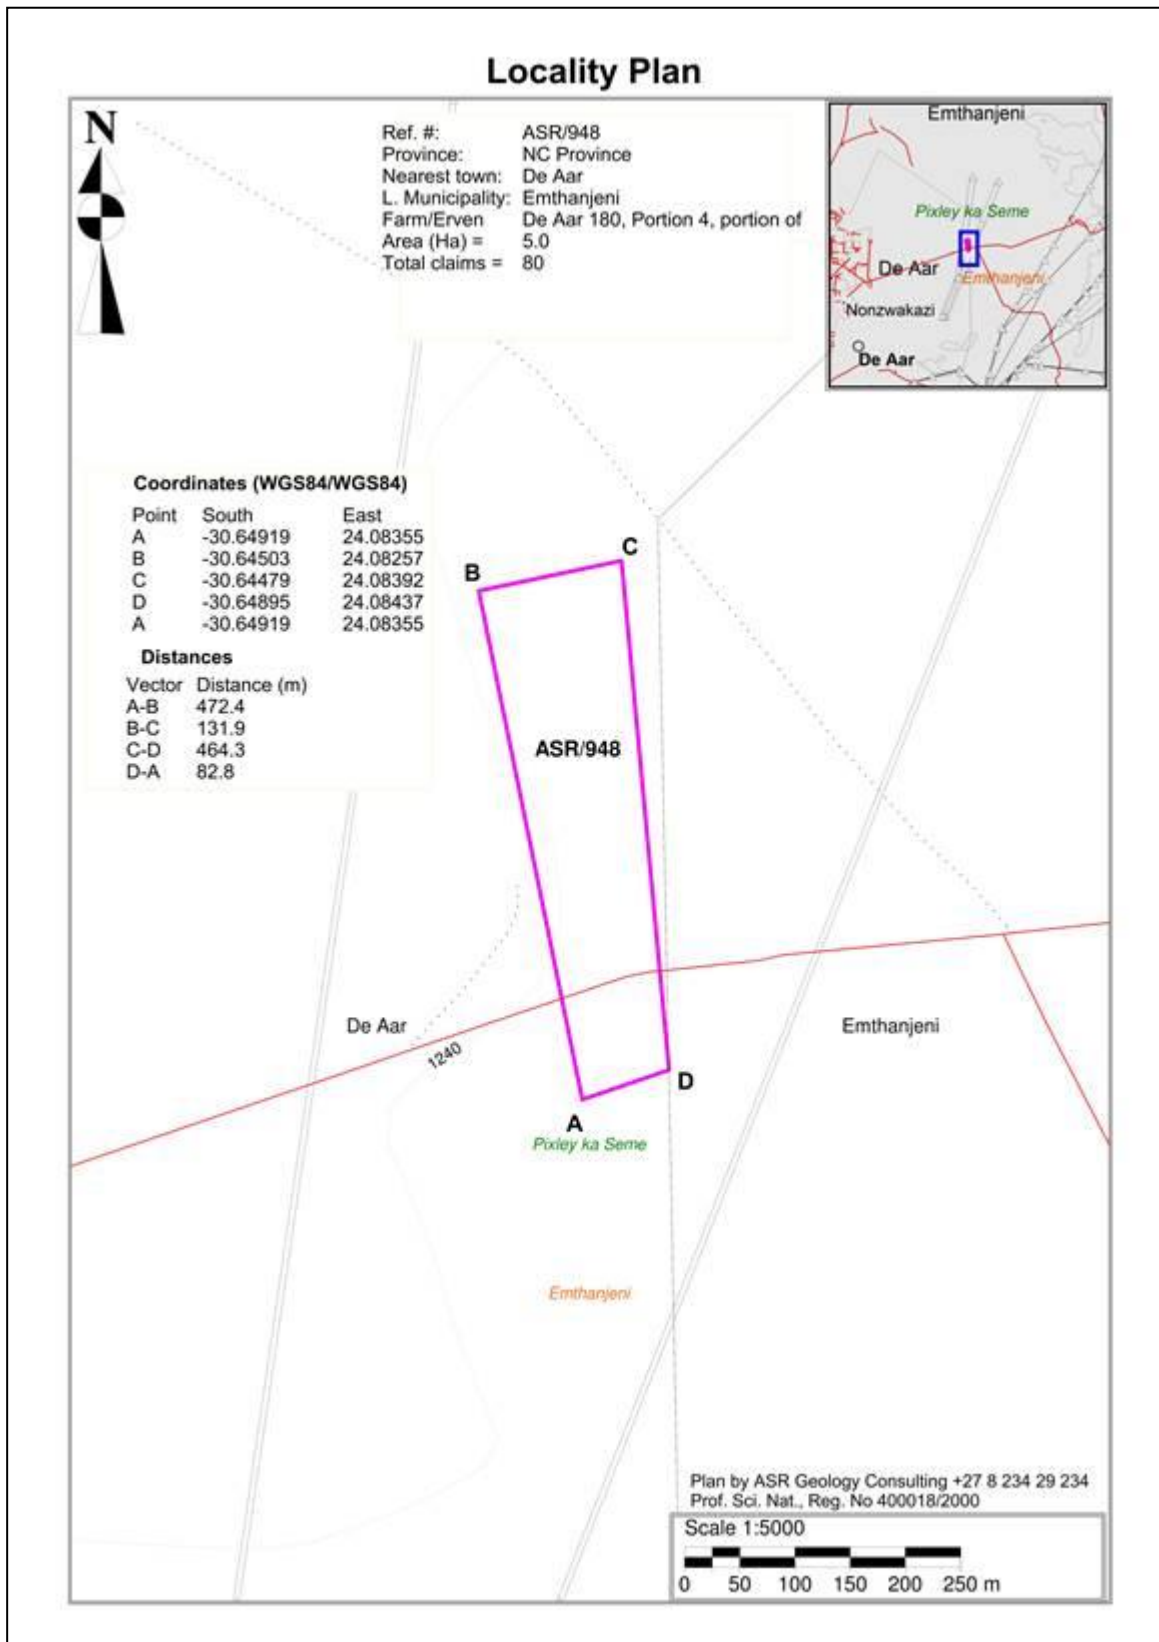 Locality Plan
N
Ref. #: ASR/948
Province: NC Province
Nearest town: De Aar
L. Municipality: Emthanjeni
Farm/Erven De Aar 180, Portion 4, portion of
Area (Ha) = 5.0
Total claims = 80
Emthanjeni
Pixley ka Seme
De Aar
Emthanjeni
Nonzwakazi
De Aar
Coordinates (WGS84/WGS84)
Point South East
A -30.64919 24.08355
B -30.64503 24.08257
C -30.64479 24.08392
D -30.64895 24.08437
A -30.64919 24.08355
Distances
Vector Distance (m)
A-B 472.4
B-C 131.9
C-D 464.3
D-A 82.8
C
B
ASR/948
De Aar
1240
Emthanjeni
D
A
Pixley ka Seme
Emthanjeni
Plan by ASR Geology Consulting +27 8 234 29 234
Prof. Sci. Nat., Reg. No 400018/2000
Scale 1:5000
0 50 100 150 200 250 m